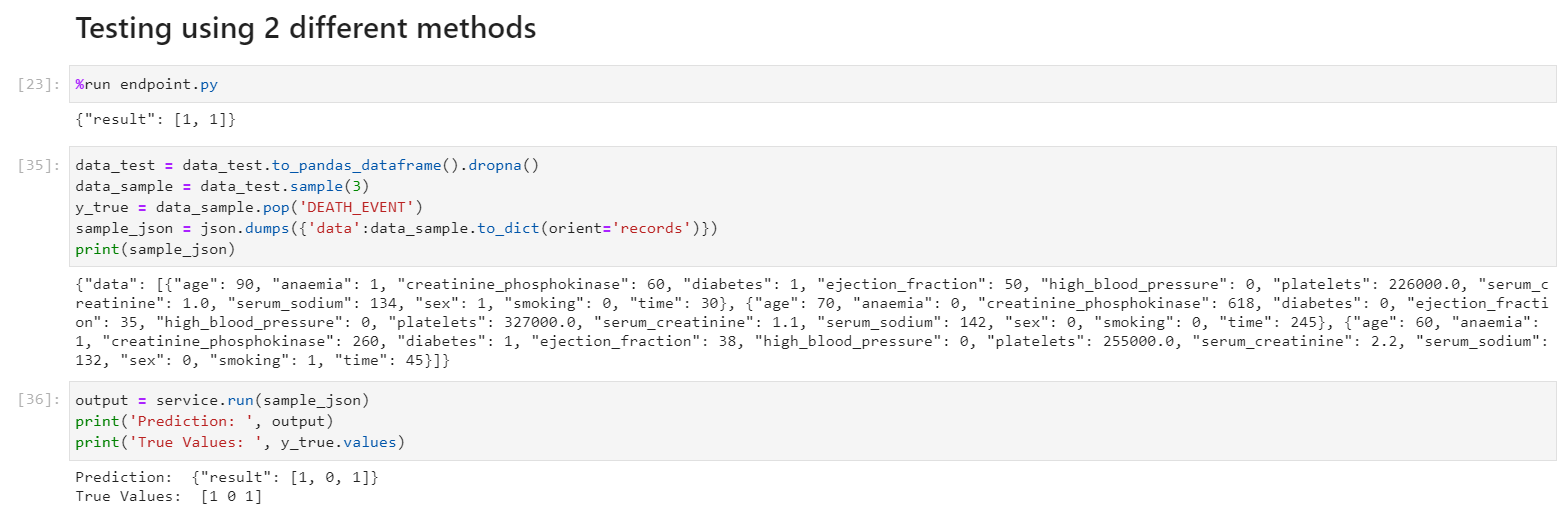 Testing using 2 different methods
[23]: %run endpoint.py
{"result": [1, 1]}
[35]: data_test = data_test.to_pandas_dataframe().dropna()
data_sample = data_test.sample(3)
y_true = data_sample.pop('DEATH_EVENT')
sample_json = json.dumps({'data':data_sample.to_dict(orient='records')})
print(sample_json)
{"data": [{"age": 90, "anaemia": 1, "creatinine_phosphokinase": 60, "diabetes": 1, "ejection_fraction": 50, "high_blood_pressure": 0, "platelets": 226000.0, "serum_c
reatinine": 1.0, "serum_sodium": 134, "sex": 1, "smoking": 0, "time": 30}, {"age": 70, "anaemia": 0, "creatinine_phosphokinase": 618, "diabetes": 0, "ejection_fracti
on": 35, "high_blood_pressure": 0, "platelets": 327000.0, "serum_creatinine": 1.1, "serum_sodium": 142, "sex": 0, "smoking": 0, "time": 245}, {"age": 60, "anaemia":
1, "creatinine_phosphokinase": 260, "diabetes": 1, "ejection_fraction": 38, "high_blood_pressure": 0, "platelets": 255000.0, "serum_creatinine": 2.2, "serum_sodium":
132, "sex": 0, "smoking": 1, "time": 45}]}
[36]: output = service.run(sample_json)
print('Prediction: ', output)
print('True Values: ', y_true.values)
Prediction:  {"result": [1, 0, 1]}
True Values:  [1 0 1]